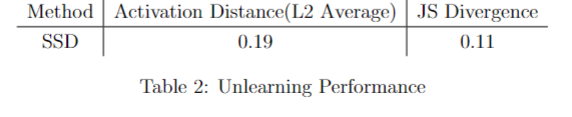 Method Activation Distance(L2 Average) JS Divergence
SSD 0.19 0.11
Table 2: Unlearning Performance